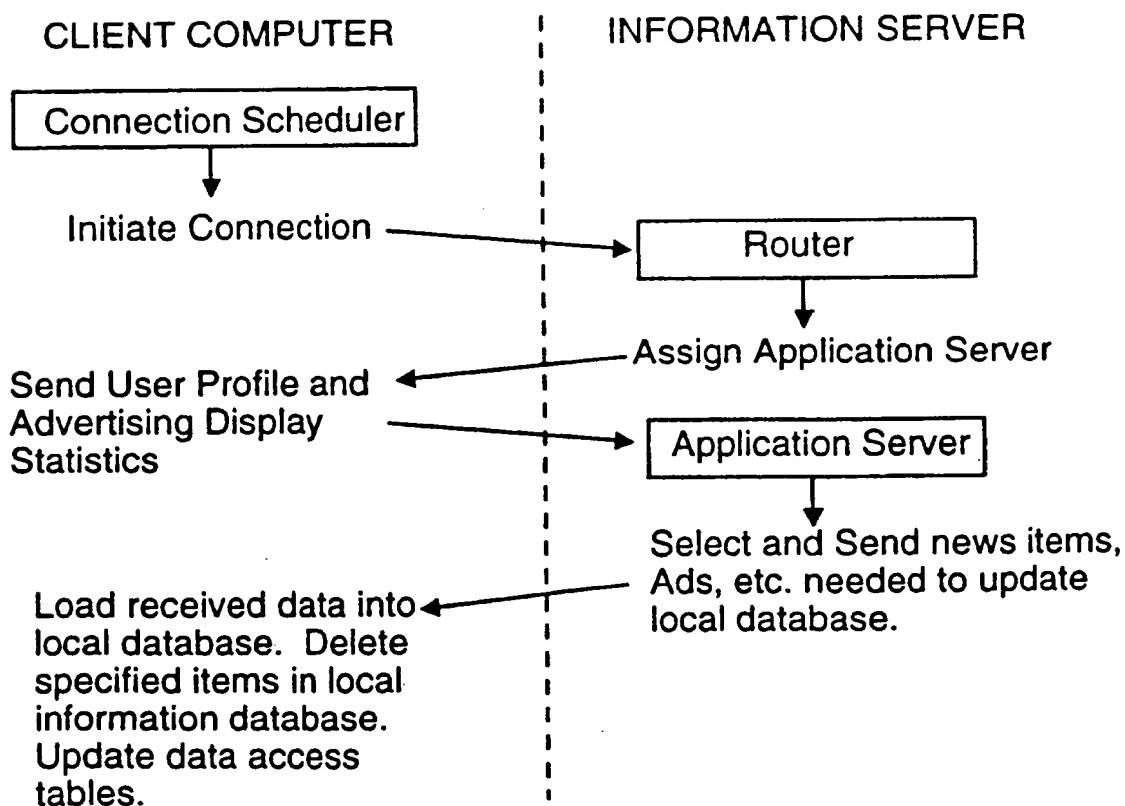 CLIENT COMPUTER
INFORMATION SERVER
Connection Scheduler
Initiate Connection
Router
Assign Application Server
Send User Profile and
Advertising Display
Statistics
Application Server
Select and Send news items,
Ads, etc. needed to update
local database.
Load received data into
local database. Delete
specified items in local
information database.
Update data access
tables.